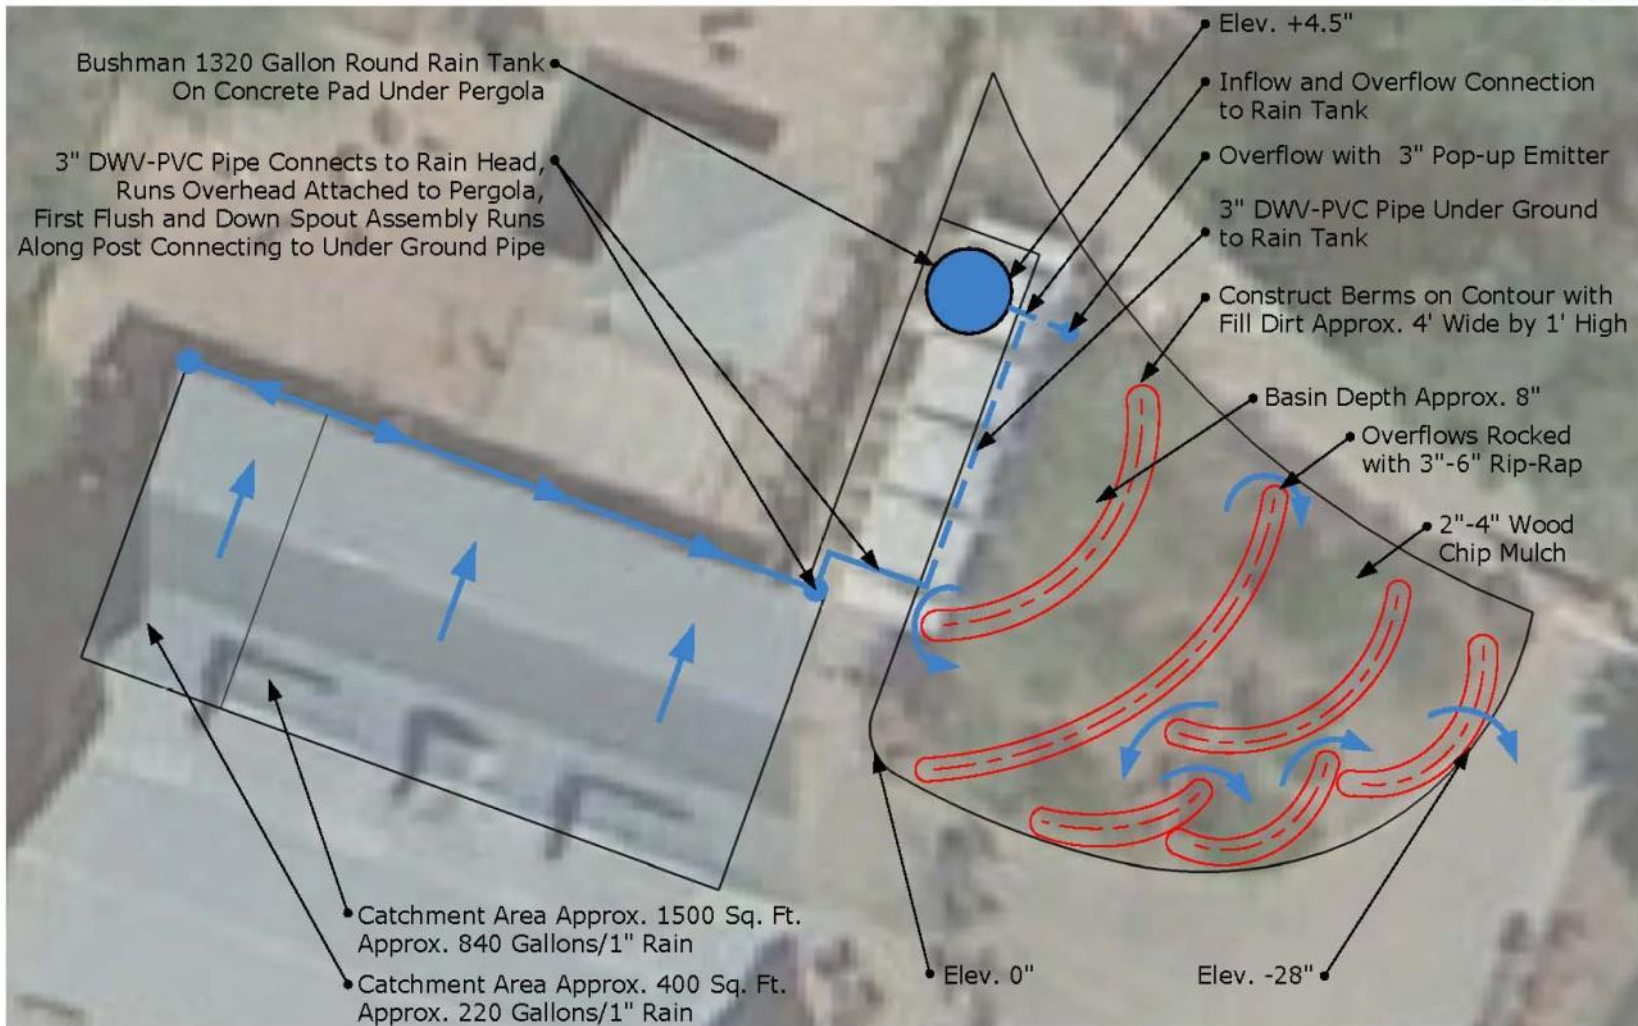 Bushman 1320 Gallon Round Rain Tank
On Concrete Pad Under Pergola
3" DWV-PVC Pipe Connects to Rain Head,
Runs Overhead Attached to Pergola,
First Flush and Down Spout Assembly Runs
Along Post Connecting to Under Ground Pipe
Elev. +4.5"
Inflow and Overflow Connection
to Rain Tank
Overflow with 3" Pop-up Emitter
3" DWV-PVC Pipe Under Ground
to Rain Tank
Construct Berms on Contour with
Fill Dirt Approx. 4' Wide by 1' High
Basin Depth Approx. 8"
Overflows Rocked
with 3"-6" Rip-Rap
2"-4" Wood
Chip Mulch
Catchment Area Approx. 1500 Sq. Ft.
Approx. 840 Gallons/1" Rain
Catchment Area Approx. 400 Sq. Ft.
Approx. 220 Gallons/1" Rain
Elev. 0"
Elev. -28"